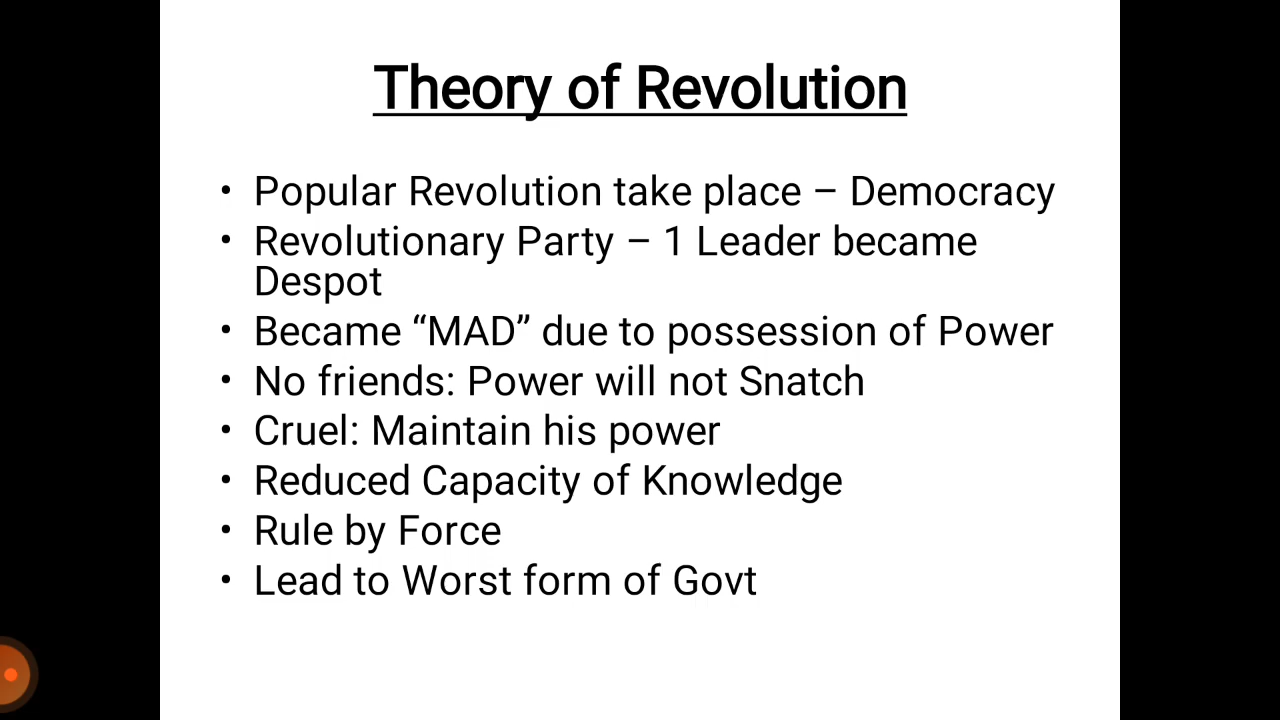 Theory of Revolution
• Popular Revolution take place – Democracy
• Revolutionary Party – 1 Leader became
Despot
• Became “MAD” due to possession of Power
• No friends: Power will not Snatch
• Cruel: Maintain his power
• Reduced Capacity of Knowledge
• Rule by Force
• Lead to Worst form of Govt